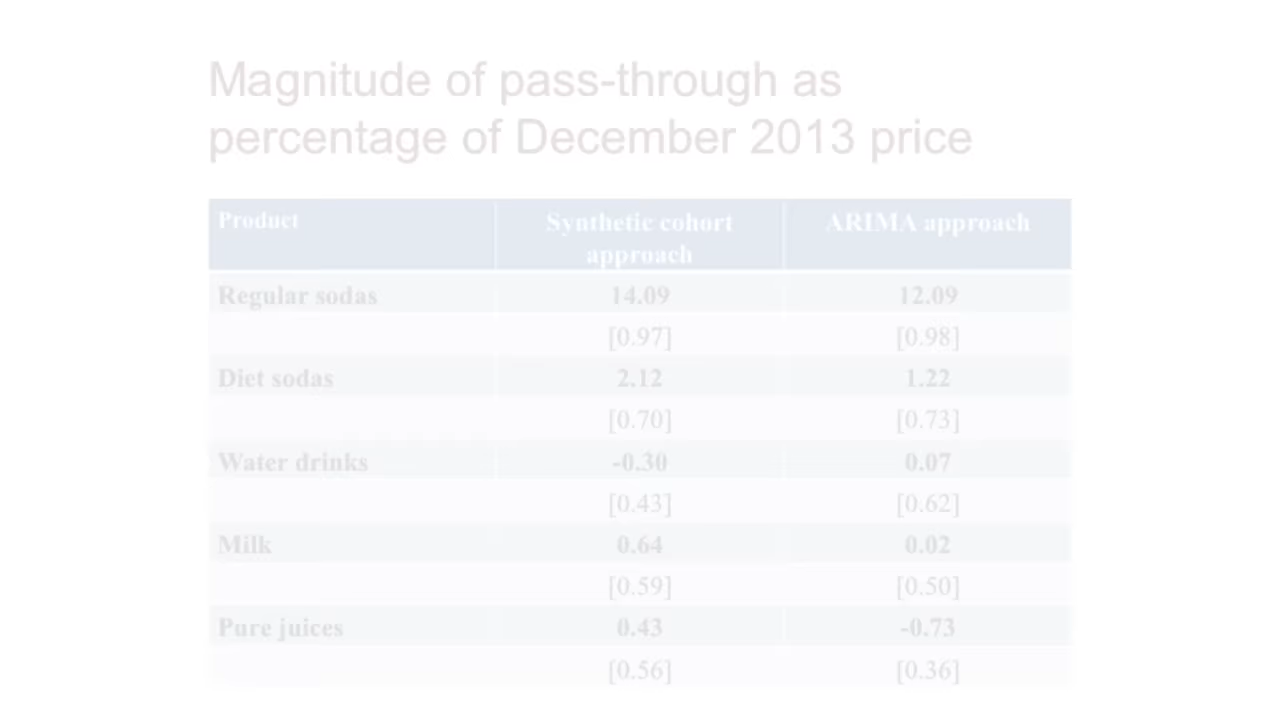 Magnitude of pass-through as
percentage of December 2013 price
Product Synthetic cohort approach ARIMA approach
Regular sodas 14.09 12.09
[0.97] [0.98]
Diet sodas 2.12 1.22
[0.70] [0.73]
Water drinks -0.30 0.07
[0.43] [0.62]
Milk 0.64 0.02
[0.59] [0.50]
Pure juices 0.43 -0.73
[0.56] [0.36]